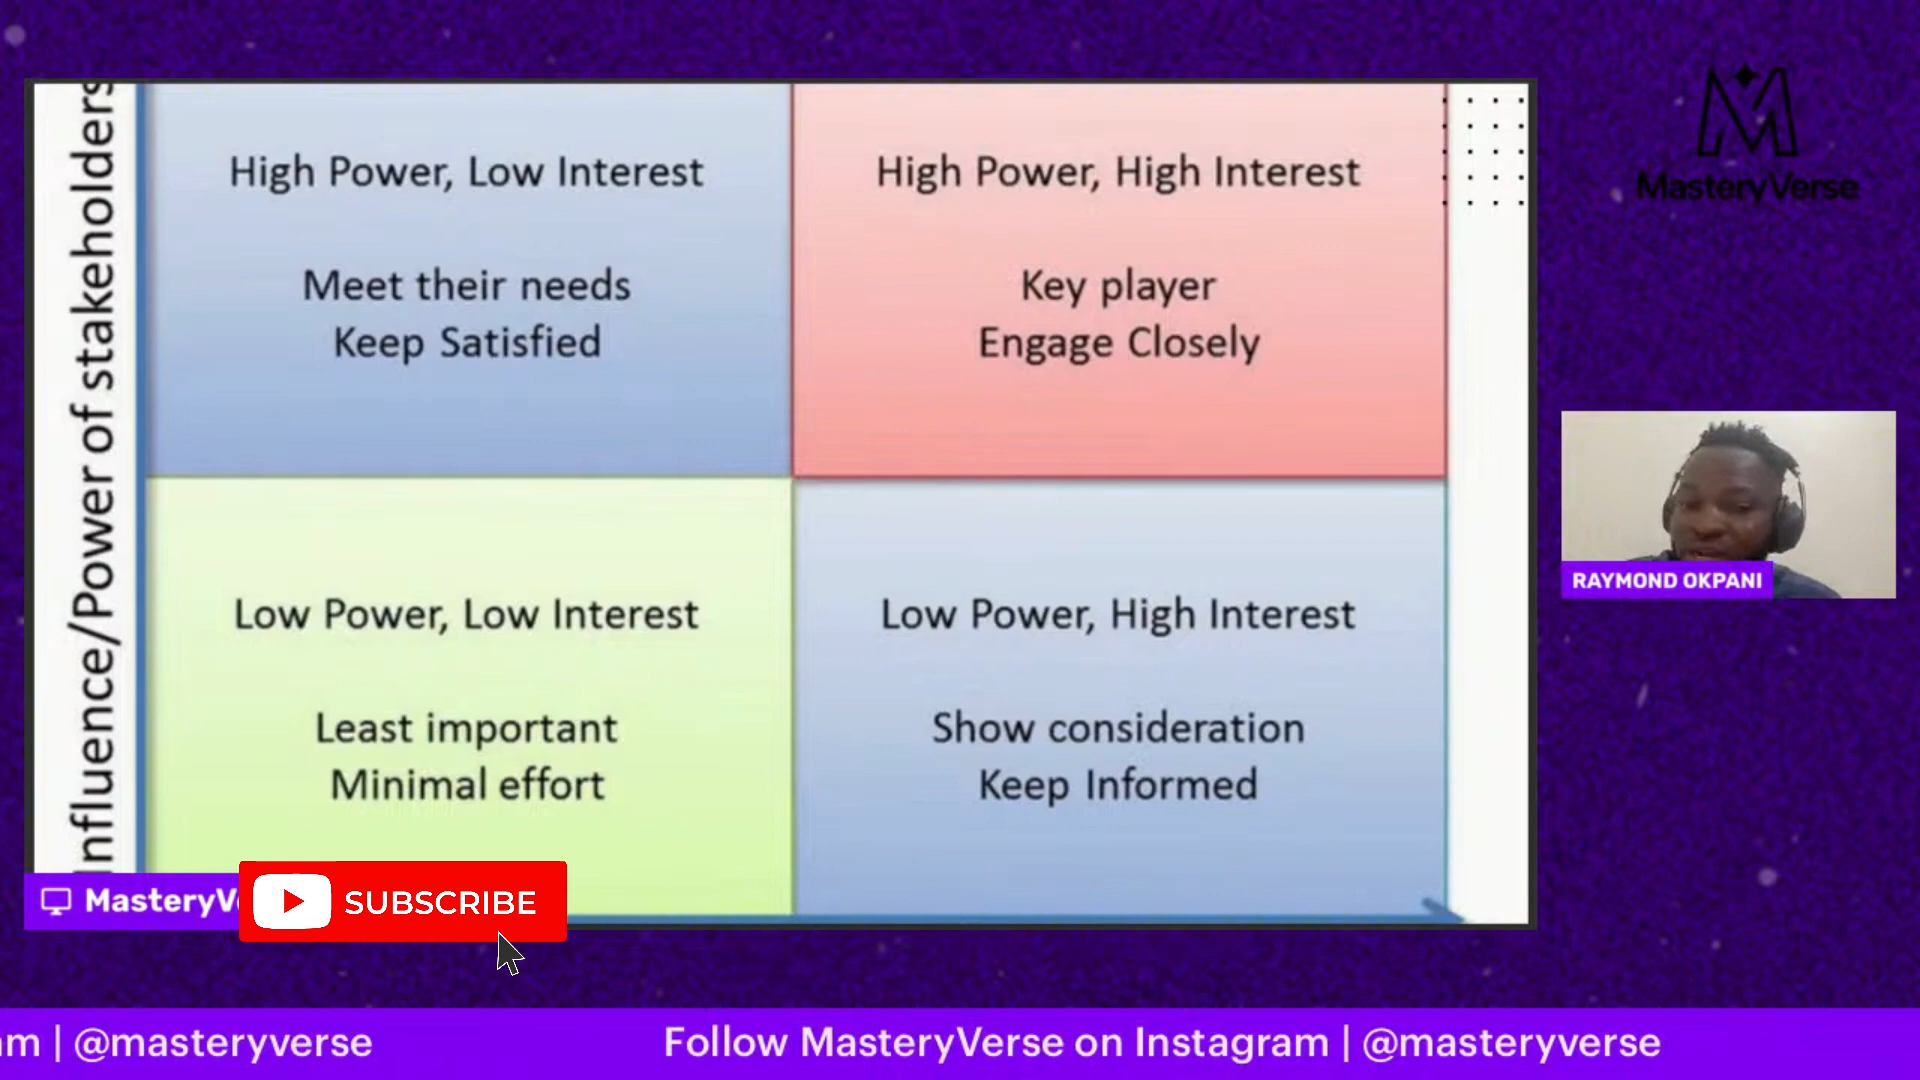 Influence/Power of stakeholders
High Power, Low Interest
Meet their needs
Keep Satisfied
High Power, High Interest
Key player
Engage Closely
Low Power, Low Interest
Least important
Minimal effort
Low Power, High Interest
Show consideration
Keep Informed
MasteryVerse
RAYMOND OKPANI
MasteryV
SUBSCRIBE
am | @masteryverse
Follow MasteryVerse on Instagram | @masteryverse